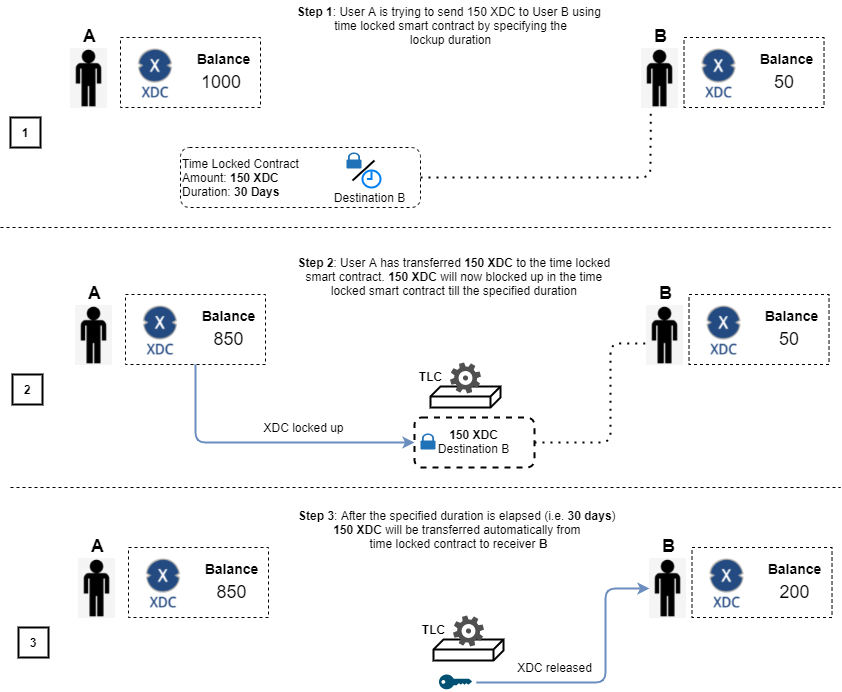 Step 1: User A is trying to send 150 XDC to User B using
time locked smart contract by specifying the
lockup duration
A
Balance
1000
XDC
B
Balance
50
XDC
1
Time Locked Contract
Amount: 150 XDC
Duration: 30 Days
Destination B
Step 2: User A has transferred 150 XDC to the time locked
smart contract. 150 XDC will now blocked up in the time
locked smart contract till the specified duration
A
Balance
850
XDC
B
Balance
50
XDC
2
TLC
XDC locked up
150 XDC
Destination B
Step 3: After the specified duration is elapsed (i.e. 30 days)
150 XDC will be transferred automatically from
time locked contract to receiver B
A
Balance
850
XDC
B
Balance
200
XDC
3
TLC
XDC released